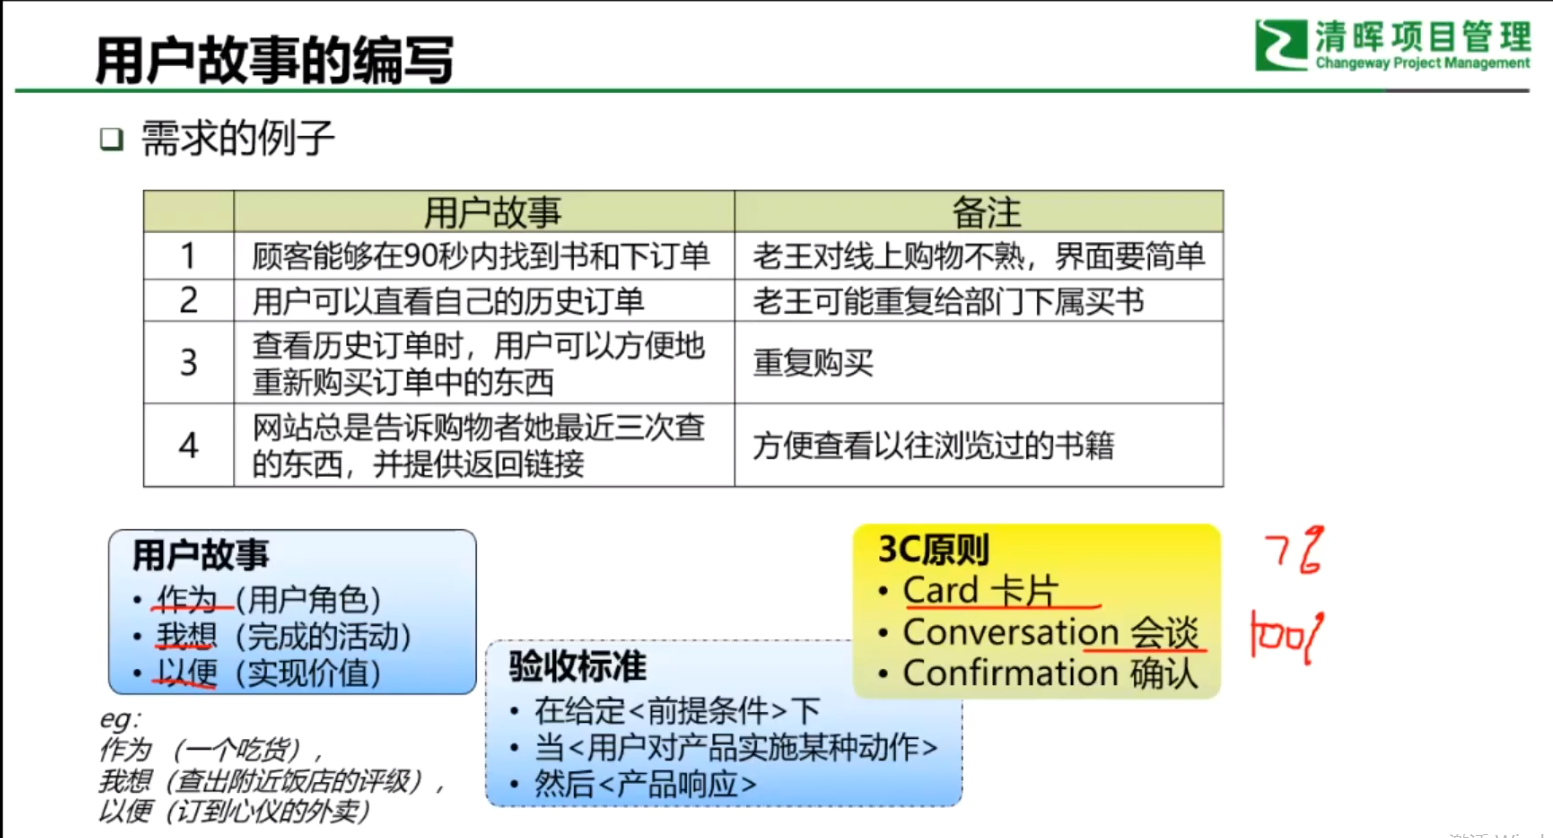 用户故事的编写
清晖项目管理
Changeway Project Management
需求的例子
用户故事 备注
1 顾客能够在90秒内找到书和下订单 老王对线上购物不熟，界面要简单
2 用户可以直看自己的历史订单 老王可能重复给部门下属买书
3 查看历史订单时，用户可以方便地
重新购买订单中的东西 重复购买
4 网站总是告诉购物者她最近三次查
的东西，并提供返回链接 方便查看以往浏览过的书籍
用户故事
• 作为（用户角色）
• 我想（完成的活动）
• 以便（实现价值）
eg：
作为 （一个吃货），
我想（查出附近饭店的评级），
以便（订到心仪的外卖）
验收标准
• 在给定<前提条件>下
• 当<用户对产品实施某种动作>
• 然后<产品响应>
3C原则
• Card 卡片
• Conversation 会谈
• Confirmation 确认